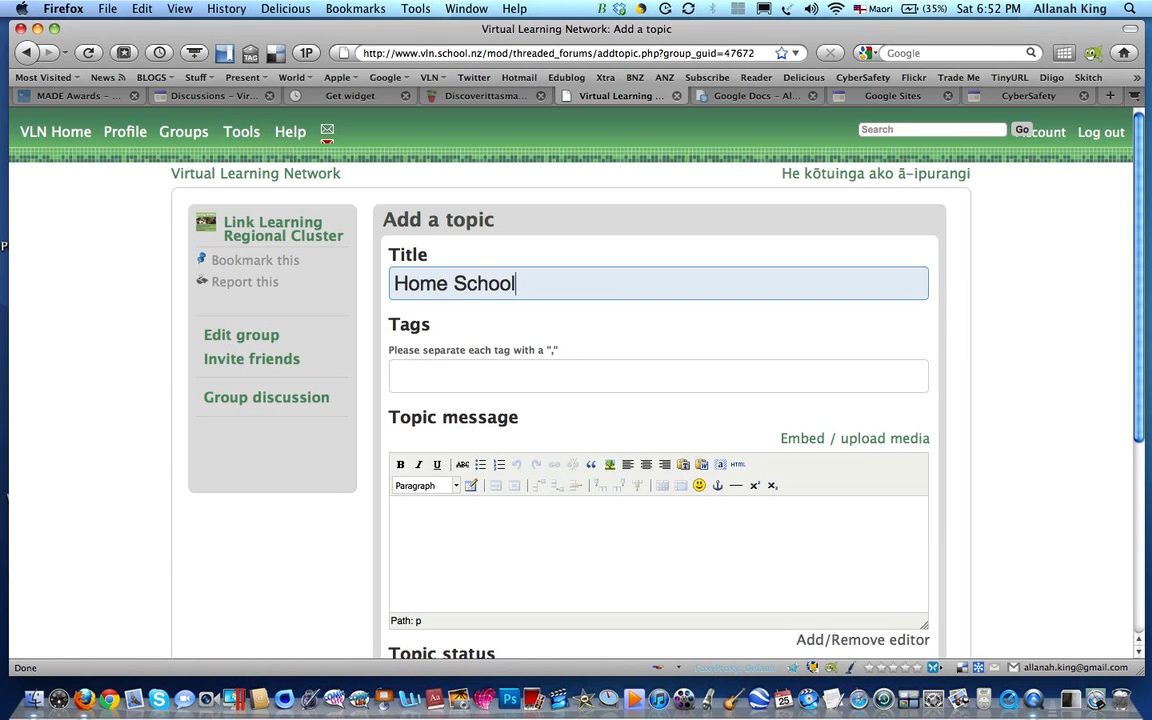 Firefox File Edit View History Delicious Bookmarks Tools Window Help Maori (35%) Sat 6:52 PM Allanah King
Virtual Learning Network: Add a topic
1P http://www.vln.school.nz/mod/threaded_forums/addtopic.php?group_guid=47672 Google
Most Visited News BLOGS Stuff Present World Apple Google VLN Twitter Hotmail Edublog Xtra BNZ ANZ Subscribe Reader Delicious CyberSafety Flickr Trade Me TinyURL Diigo Skitch »
MADE Awards - ... Discussions - Vir... Get widget Discoverittasma... Virtual Learning ... Google Docs - Al... Google Sites CyberSafety
VLN Home Profile Groups Tools Help Search Go count Log out
Virtual Learning Network He kōtuinga ako ā-ipurangi
Link Learning
Regional Cluster
Bookmark this
Report this
Edit group
Invite friends
Group discussion
Add a topic
Title
Home School
Tags
Please separate each tag with a ","
Topic message
Embed / upload media
B I U ABC HTML
Paragraph
Path: p
Add/Remove editor
Topic status
Done allanah.king@gmail.com